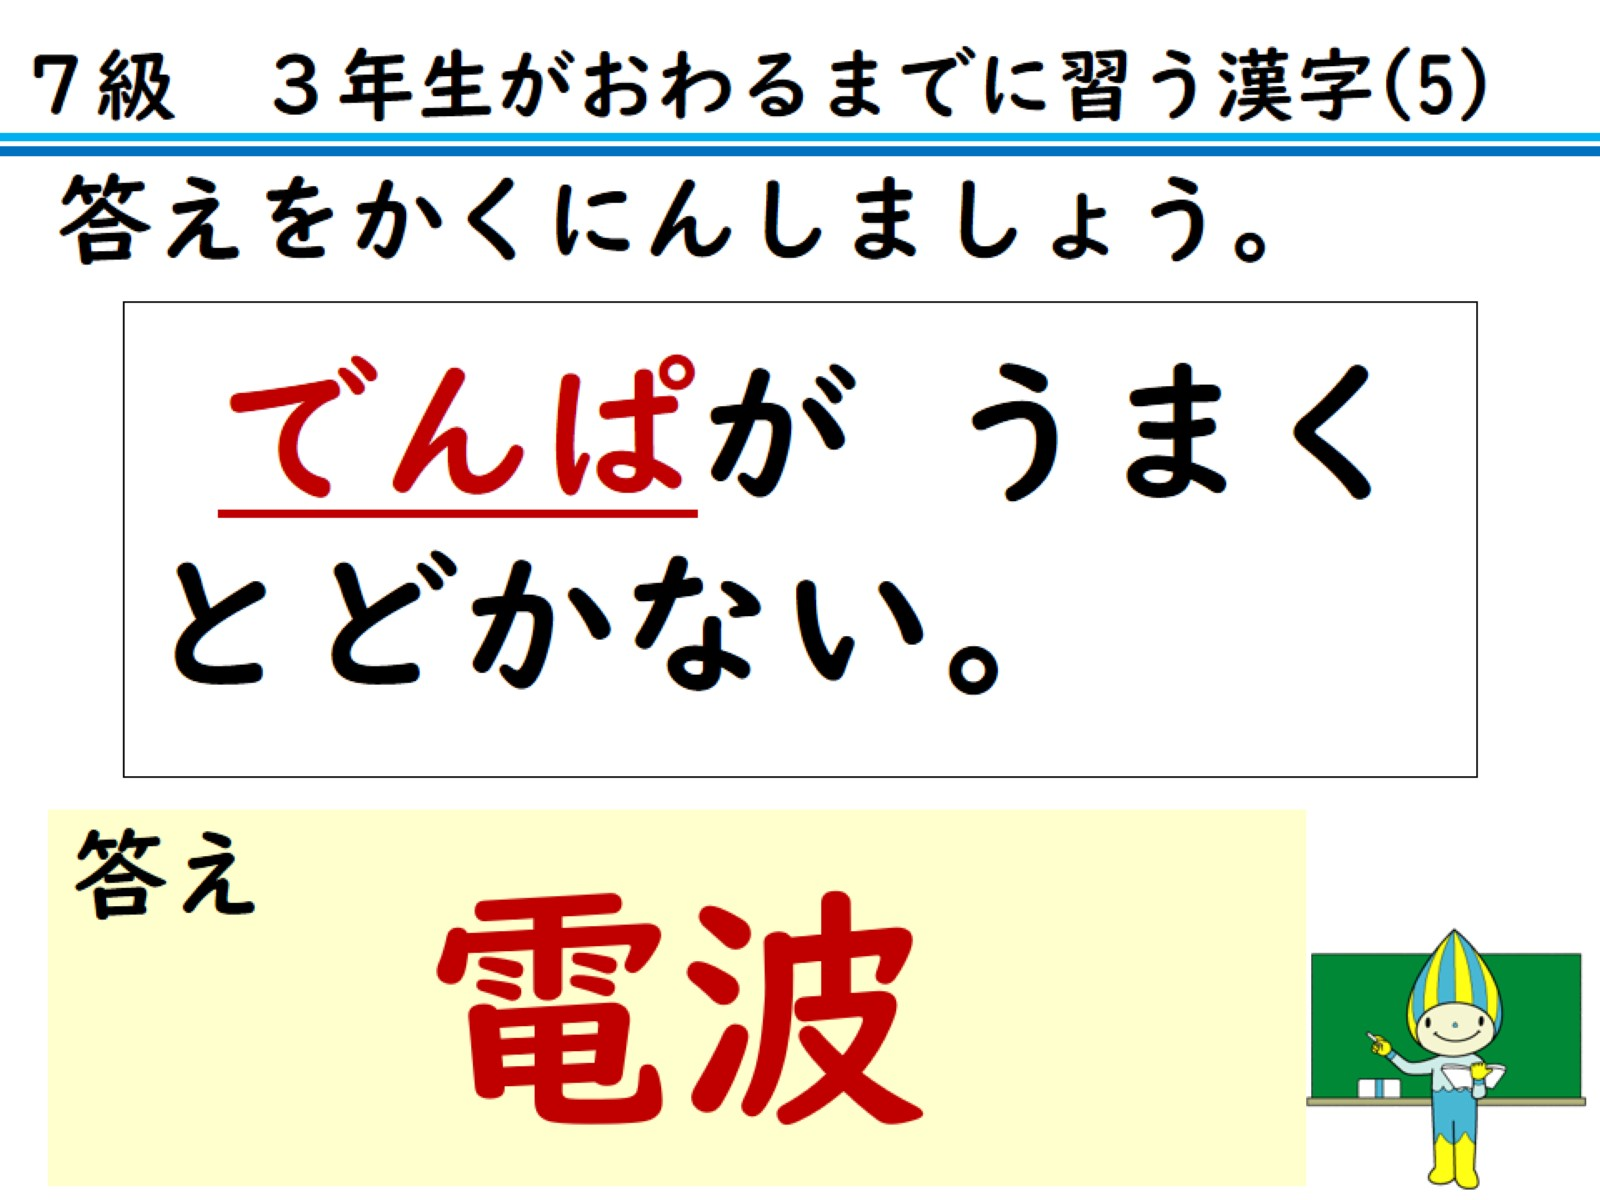 ７級　３年生がおわるまでに習う漢字(5)
答えをかくにんしましょう。
でんぱが うまく
とどかない。
答え
電波